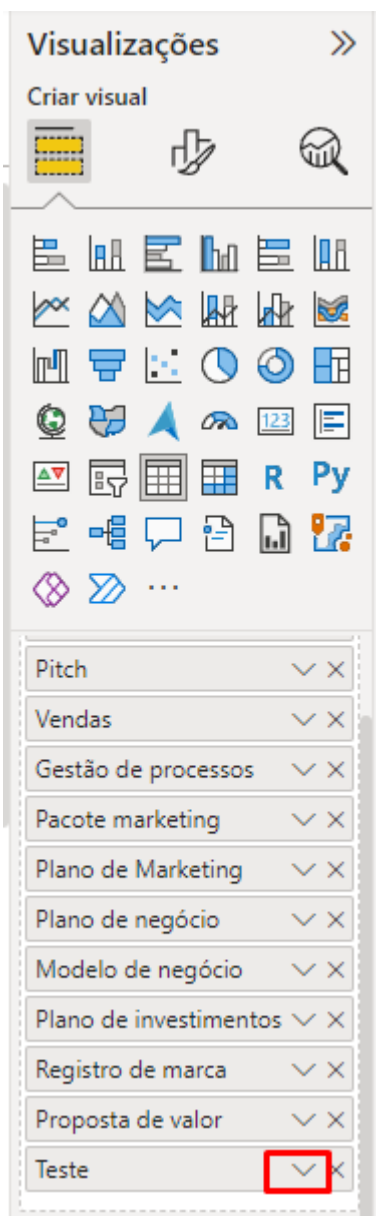 Visualizações
Criar visual
123
R Py
Pitch
Vendas
Gestão de processos
Pacote marketing
Plano de Marketing
Plano de negócio
Modelo de negócio
Plano de investimentos
Registro de marca
Proposta de valor
Teste